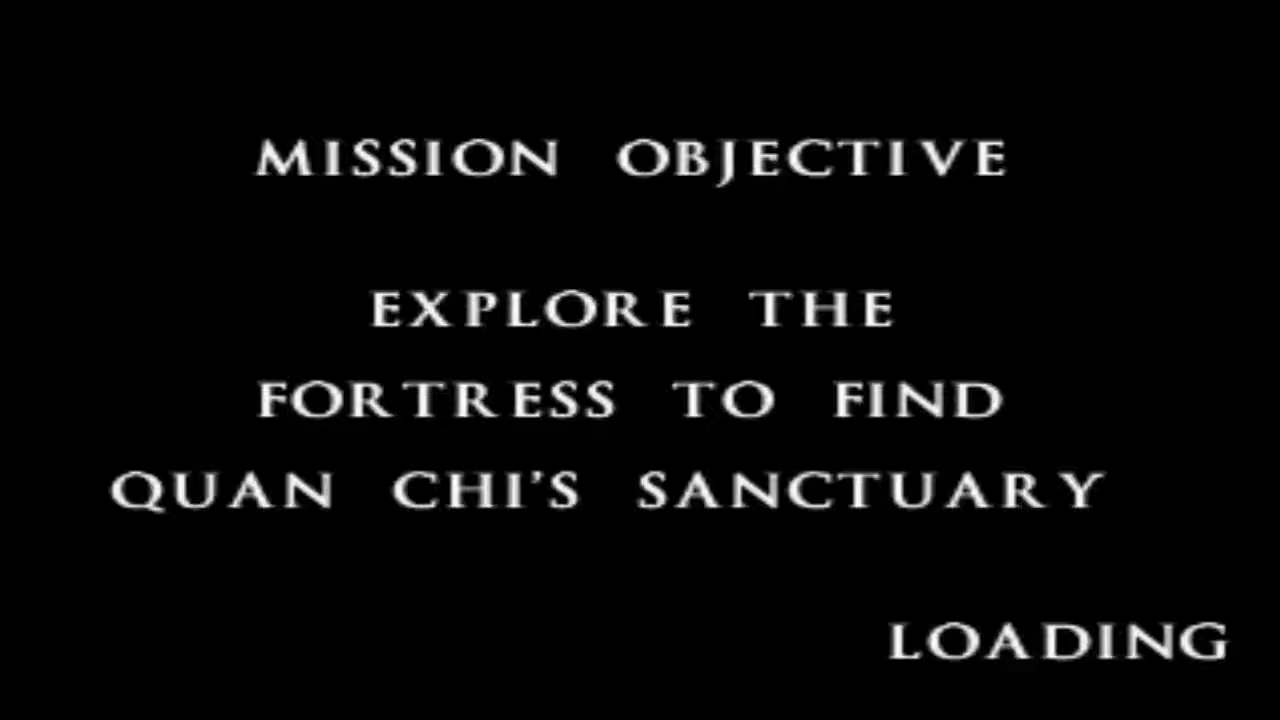 MISSION OBJECTIVE
EXPLORE THE
FORTRESS TO FIND
QUAN CHI'S SANCTUARY
LOADING